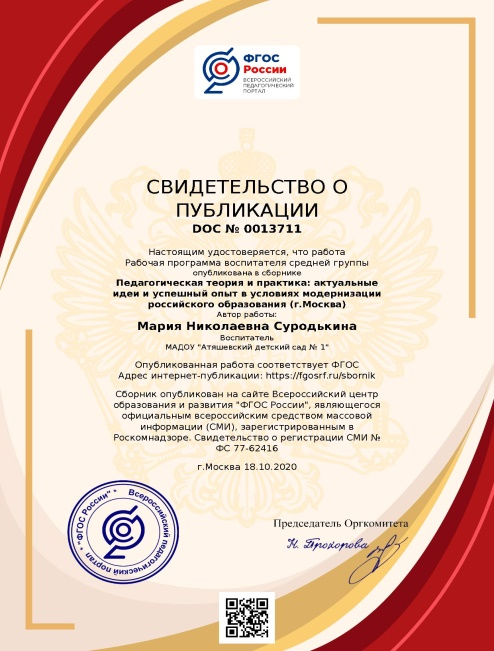 ФГОС
России
ВСЕРОССИЙСКИЙ
ПЕДАГОГИЧЕСКИЙ
ПОРТАЛ
СВИДЕТЕЛЬСТВО О
ПУБЛИКАЦИИ
DOC № 0013711
Настоящим удостоверяется, что работа
Рабочая программа воспитателя средней группы
опубликована в сборнике
Педагогическая теория и практика: актуальные
идеи и успешный опыт в условиях модернизации
российского образования (г.Москва)
Автор работы:
Мария Николаевна Суродькина
Воспитатель
МАДОУ "Атяшевский детский сад № 1"
Опубликованная работа соответствует ФГОС
Адрес интернет-публикации: https://fgosrf.ru/sbornik
Сборник опубликован на сайте Всероссийский центр
образования и развития "ФГОС России", являющегося
официальным всероссийским средством массовой
информации (СМИ), зарегистрированным в
Роскомнадзоре. Свидетельство о регистрации СМИ №
ФС 77-62416
г.Москва 18.10.2020
Всероссийский педагогический портал * "ФГОС России" *
Председатель Оргкомитета
Н. Прохорова